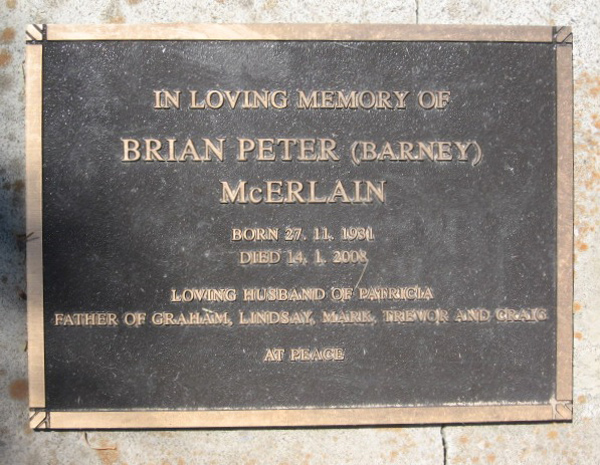 IN LOVING MEMORY OF
BRIAN PETER (BARNEY)
McERLAIN
BORN 27. 11. 1931
DIED 14. 1. 2008
LOVING HUSBAND OF PATRICIA
FATHER OF GRAHAM, LINDSAY, MARK, TREVOR AND CRAIG
AT PEACE